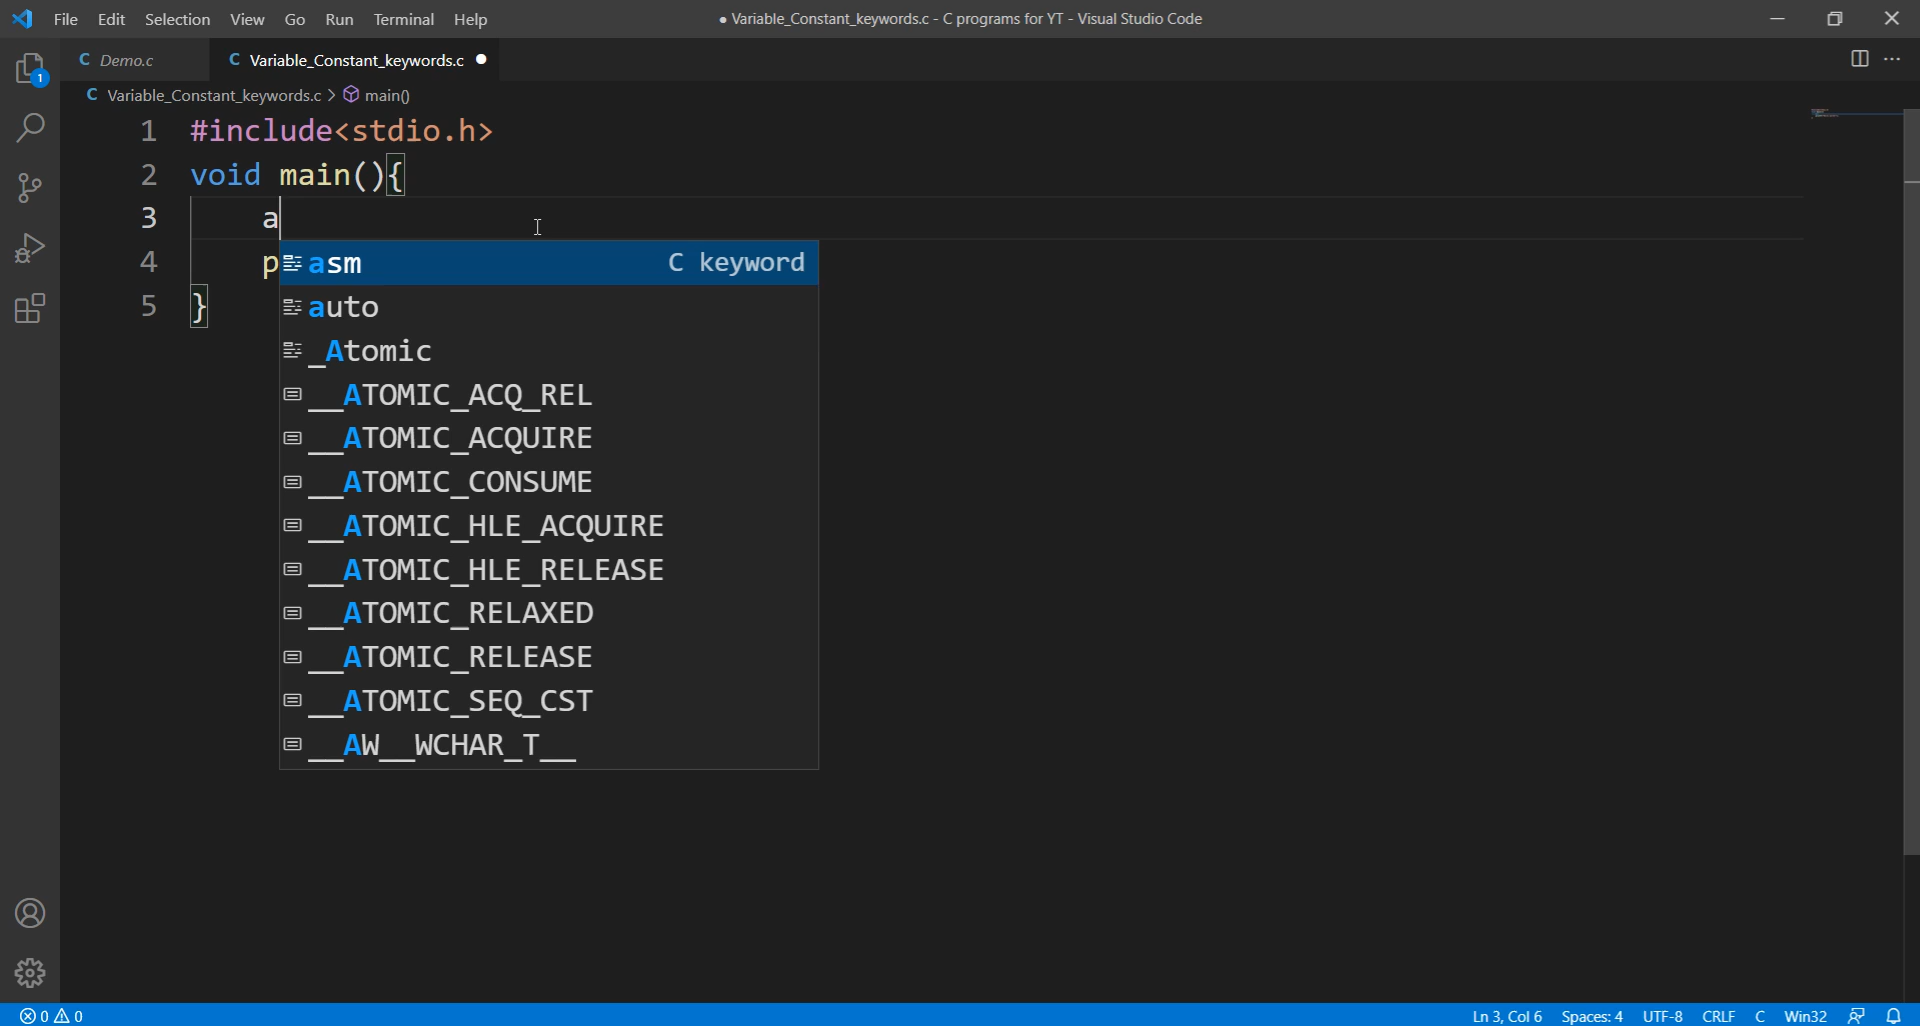 File Edit Selection View Go Run Terminal Help
● Variable_Constant_keywords.c - C programs for YT - Visual Studio Code
1
C Demo.c
C Variable_Constant_keywords.c ●
C Variable_Constant_keywords.c > main()
1 #include<stdio.h>
2 void main(){
3 a
4 p
5 }
asm C keyword
auto
_Atomic
__ATOMIC_ACQ_REL
__ATOMIC_ACQUIRE
__ATOMIC_CONSUME
__ATOMIC_HLE_ACQUIRE
__ATOMIC_HLE_RELEASE
__ATOMIC_RELAXED
__ATOMIC_RELEASE
__ATOMIC_SEQ_CST
__AW__WCHAR_T__
0 0 Ln 3, Col 6 Spaces: 4 UTF-8 CRLF C Win32